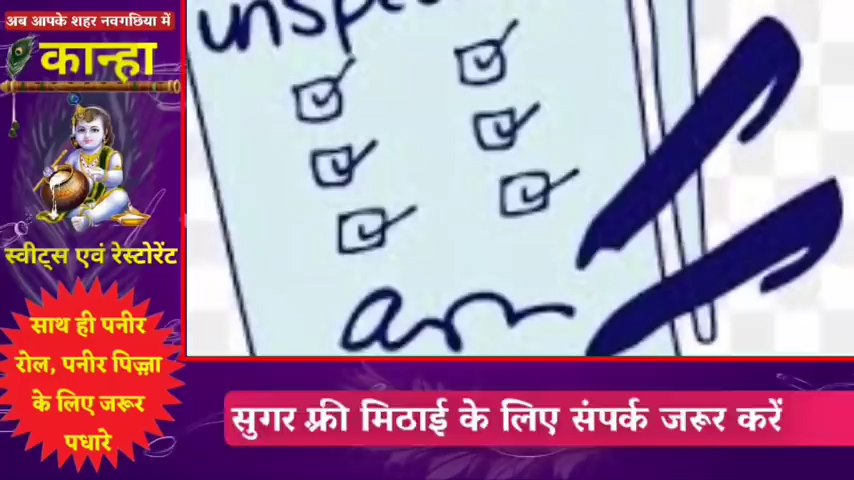 अब आपके शहर नवगछिया में
कान्हा
स्वीट्स एवं रेस्टोरेंट
साथ ही पनीर
रोल, पनीर पिज़्ज़ा
के लिए जरूर
पधारे
सुगर फ़्री मिठाई के लिए संपर्क जरूर करें